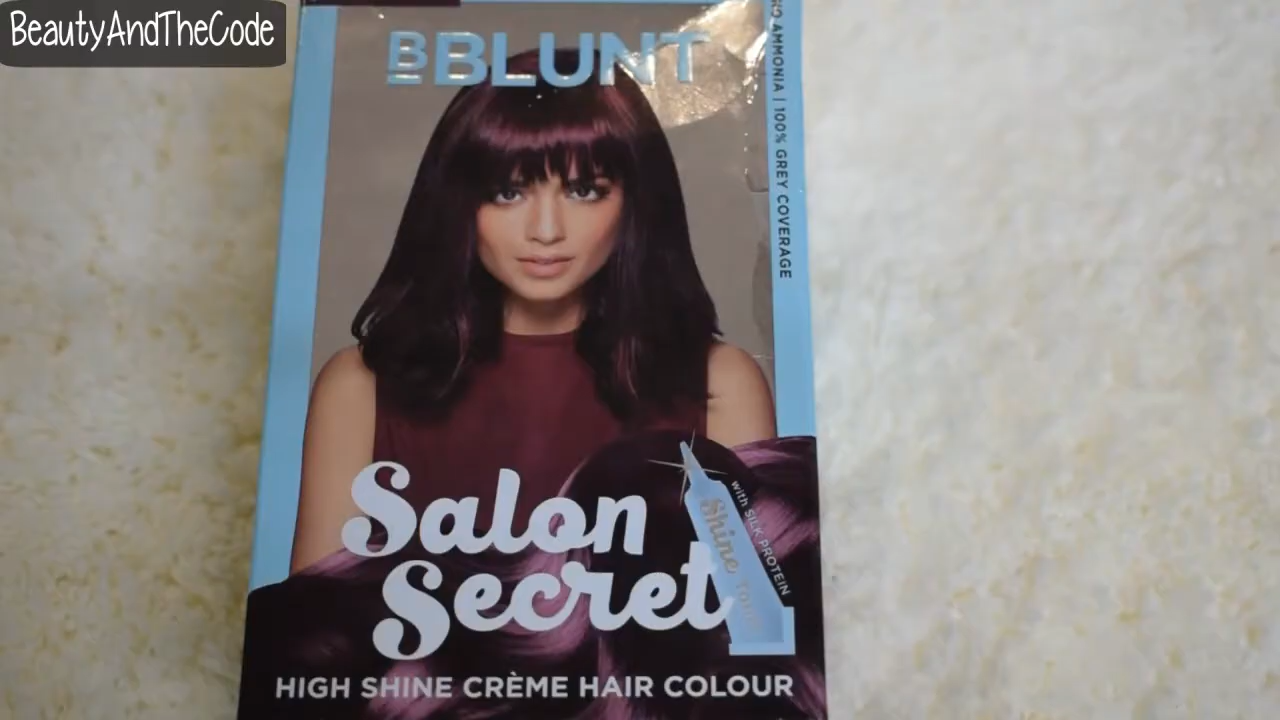 BeautyAndTheCode
BBLUNT
AMMONIA | 100% GREY COVERAGE
Salon
Secret
Shine
with SILK PROTEIN
HIGH SHINE CRÈME HAIR COLOUR